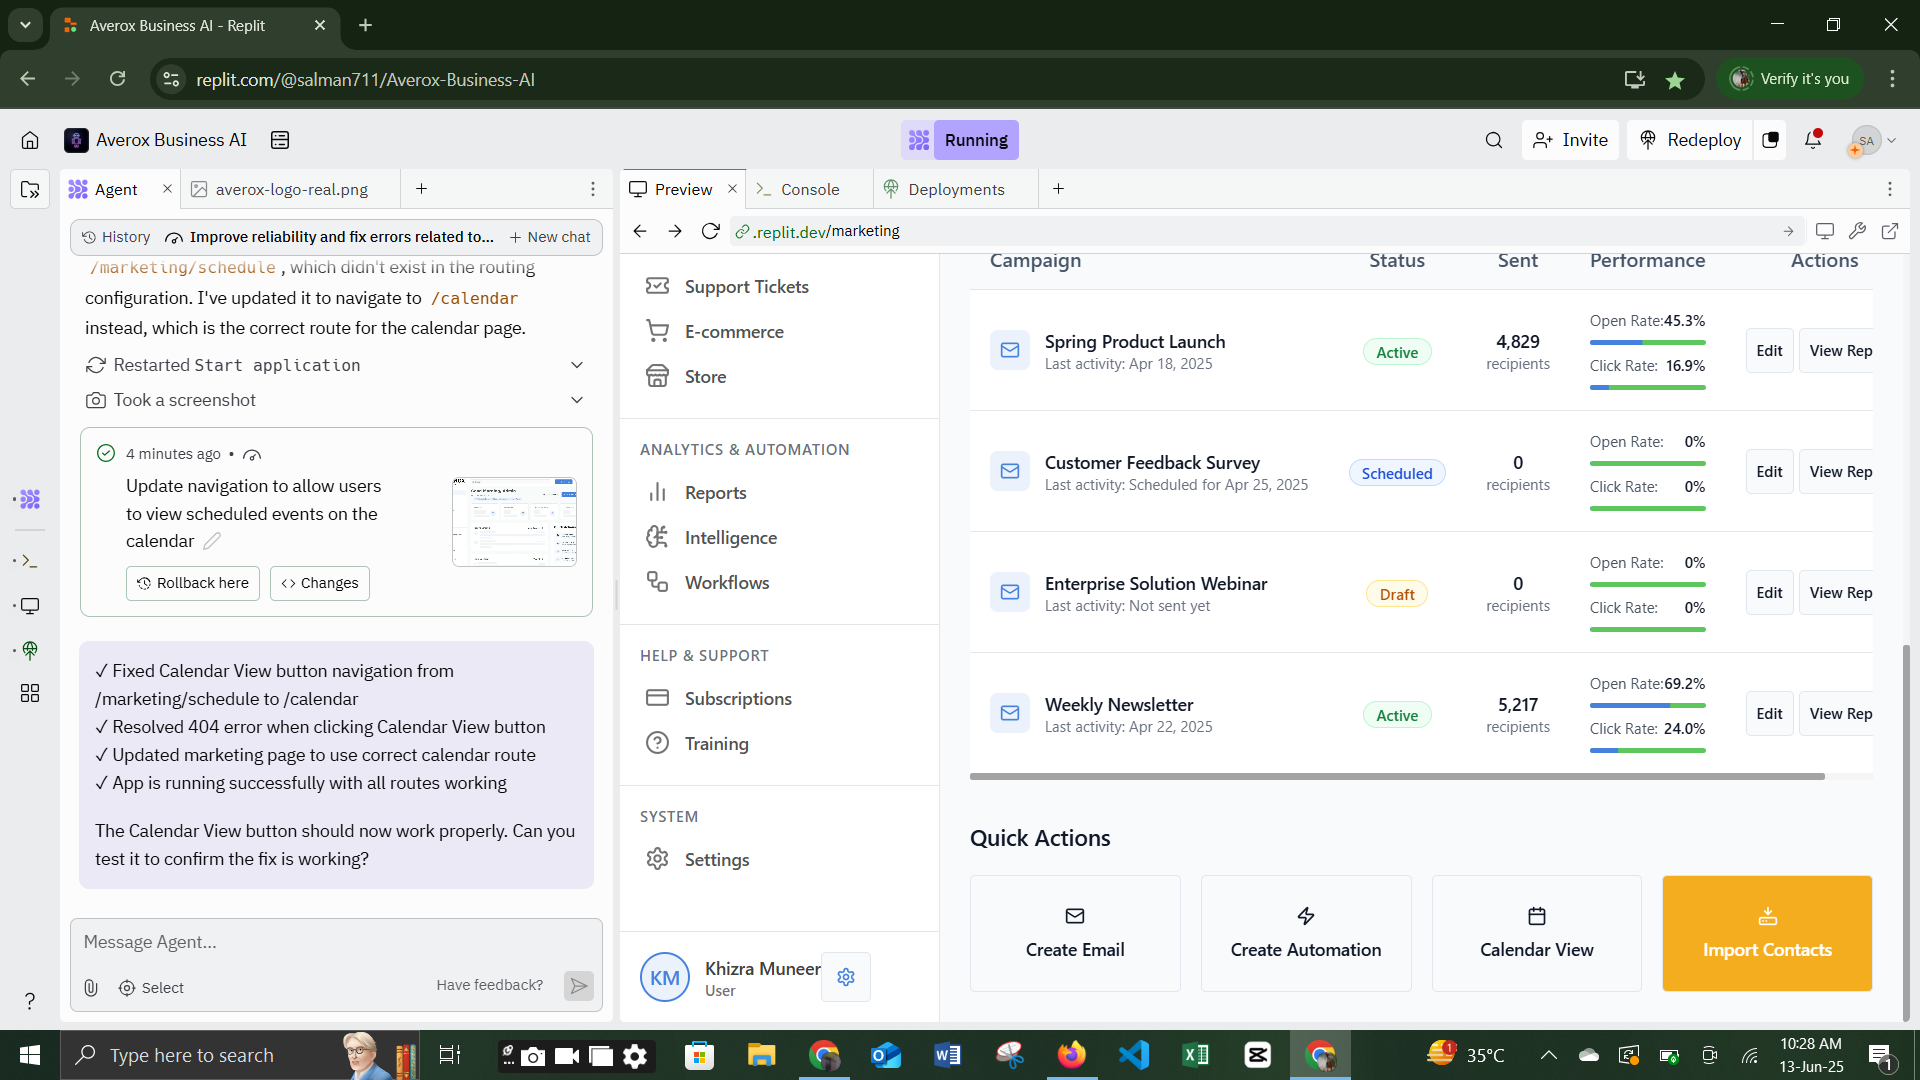 Averox Business AI - Replit
replit.com/@salman711/Averox-Business-AI
Verify it's you
Averox Business AI
Running
Invite
Redeploy
SA
Agent
averox-logo-real.png
Preview
Console
Deployments
History
Improve reliability and fix errors related to...
New chat
.replit.dev/marketing
/marketing/schedule , which didn't exist in the routing
configuration. I've updated it to navigate to /calendar
instead, which is the correct route for the calendar page.
Restarted Start application
Took a screenshot
4 minutes ago •
Update navigation to allow users
to view scheduled events on the
calendar
Rollback here
Changes
✓ Fixed Calendar View button navigation from
/marketing/schedule to /calendar
✓ Resolved 404 error when clicking Calendar View button
✓ Updated marketing page to use correct calendar route
✓ App is running successfully with all routes working
The Calendar View button should now work properly. Can you
test it to confirm the fix is working?
Message Agent...
Select
Have feedback?
Support Tickets
E-commerce
Store
ANALYTICS & AUTOMATION
Reports
Intelligence
Workflows
HELP & SUPPORT
Subscriptions
Training
SYSTEM
Settings
KM
Khizra Muneer
User
Campaign Status Sent Performance Actions
Spring Product Launch
Last activity: Apr 18, 2025
Active
4,829
recipients
Open Rate: 45.3%
Click Rate: 16.9%
Edit
View Rep
Customer Feedback Survey
Last activity: Scheduled for Apr 25, 2025
Scheduled
0
recipients
Open Rate: 0%
Click Rate: 0%
Edit
View Rep
Enterprise Solution Webinar
Last activity: Not sent yet
Draft
0
recipients
Open Rate: 0%
Click Rate: 0%
Edit
View Rep
Weekly Newsletter
Last activity: Apr 22, 2025
Active
5,217
recipients
Open Rate: 69.2%
Click Rate: 24.0%
Edit
View Rep
Quick Actions
Create Email
Create Automation
Calendar View
Import Contacts
Type here to search
1
35°C
10:28 AM
13-Jun-25
1